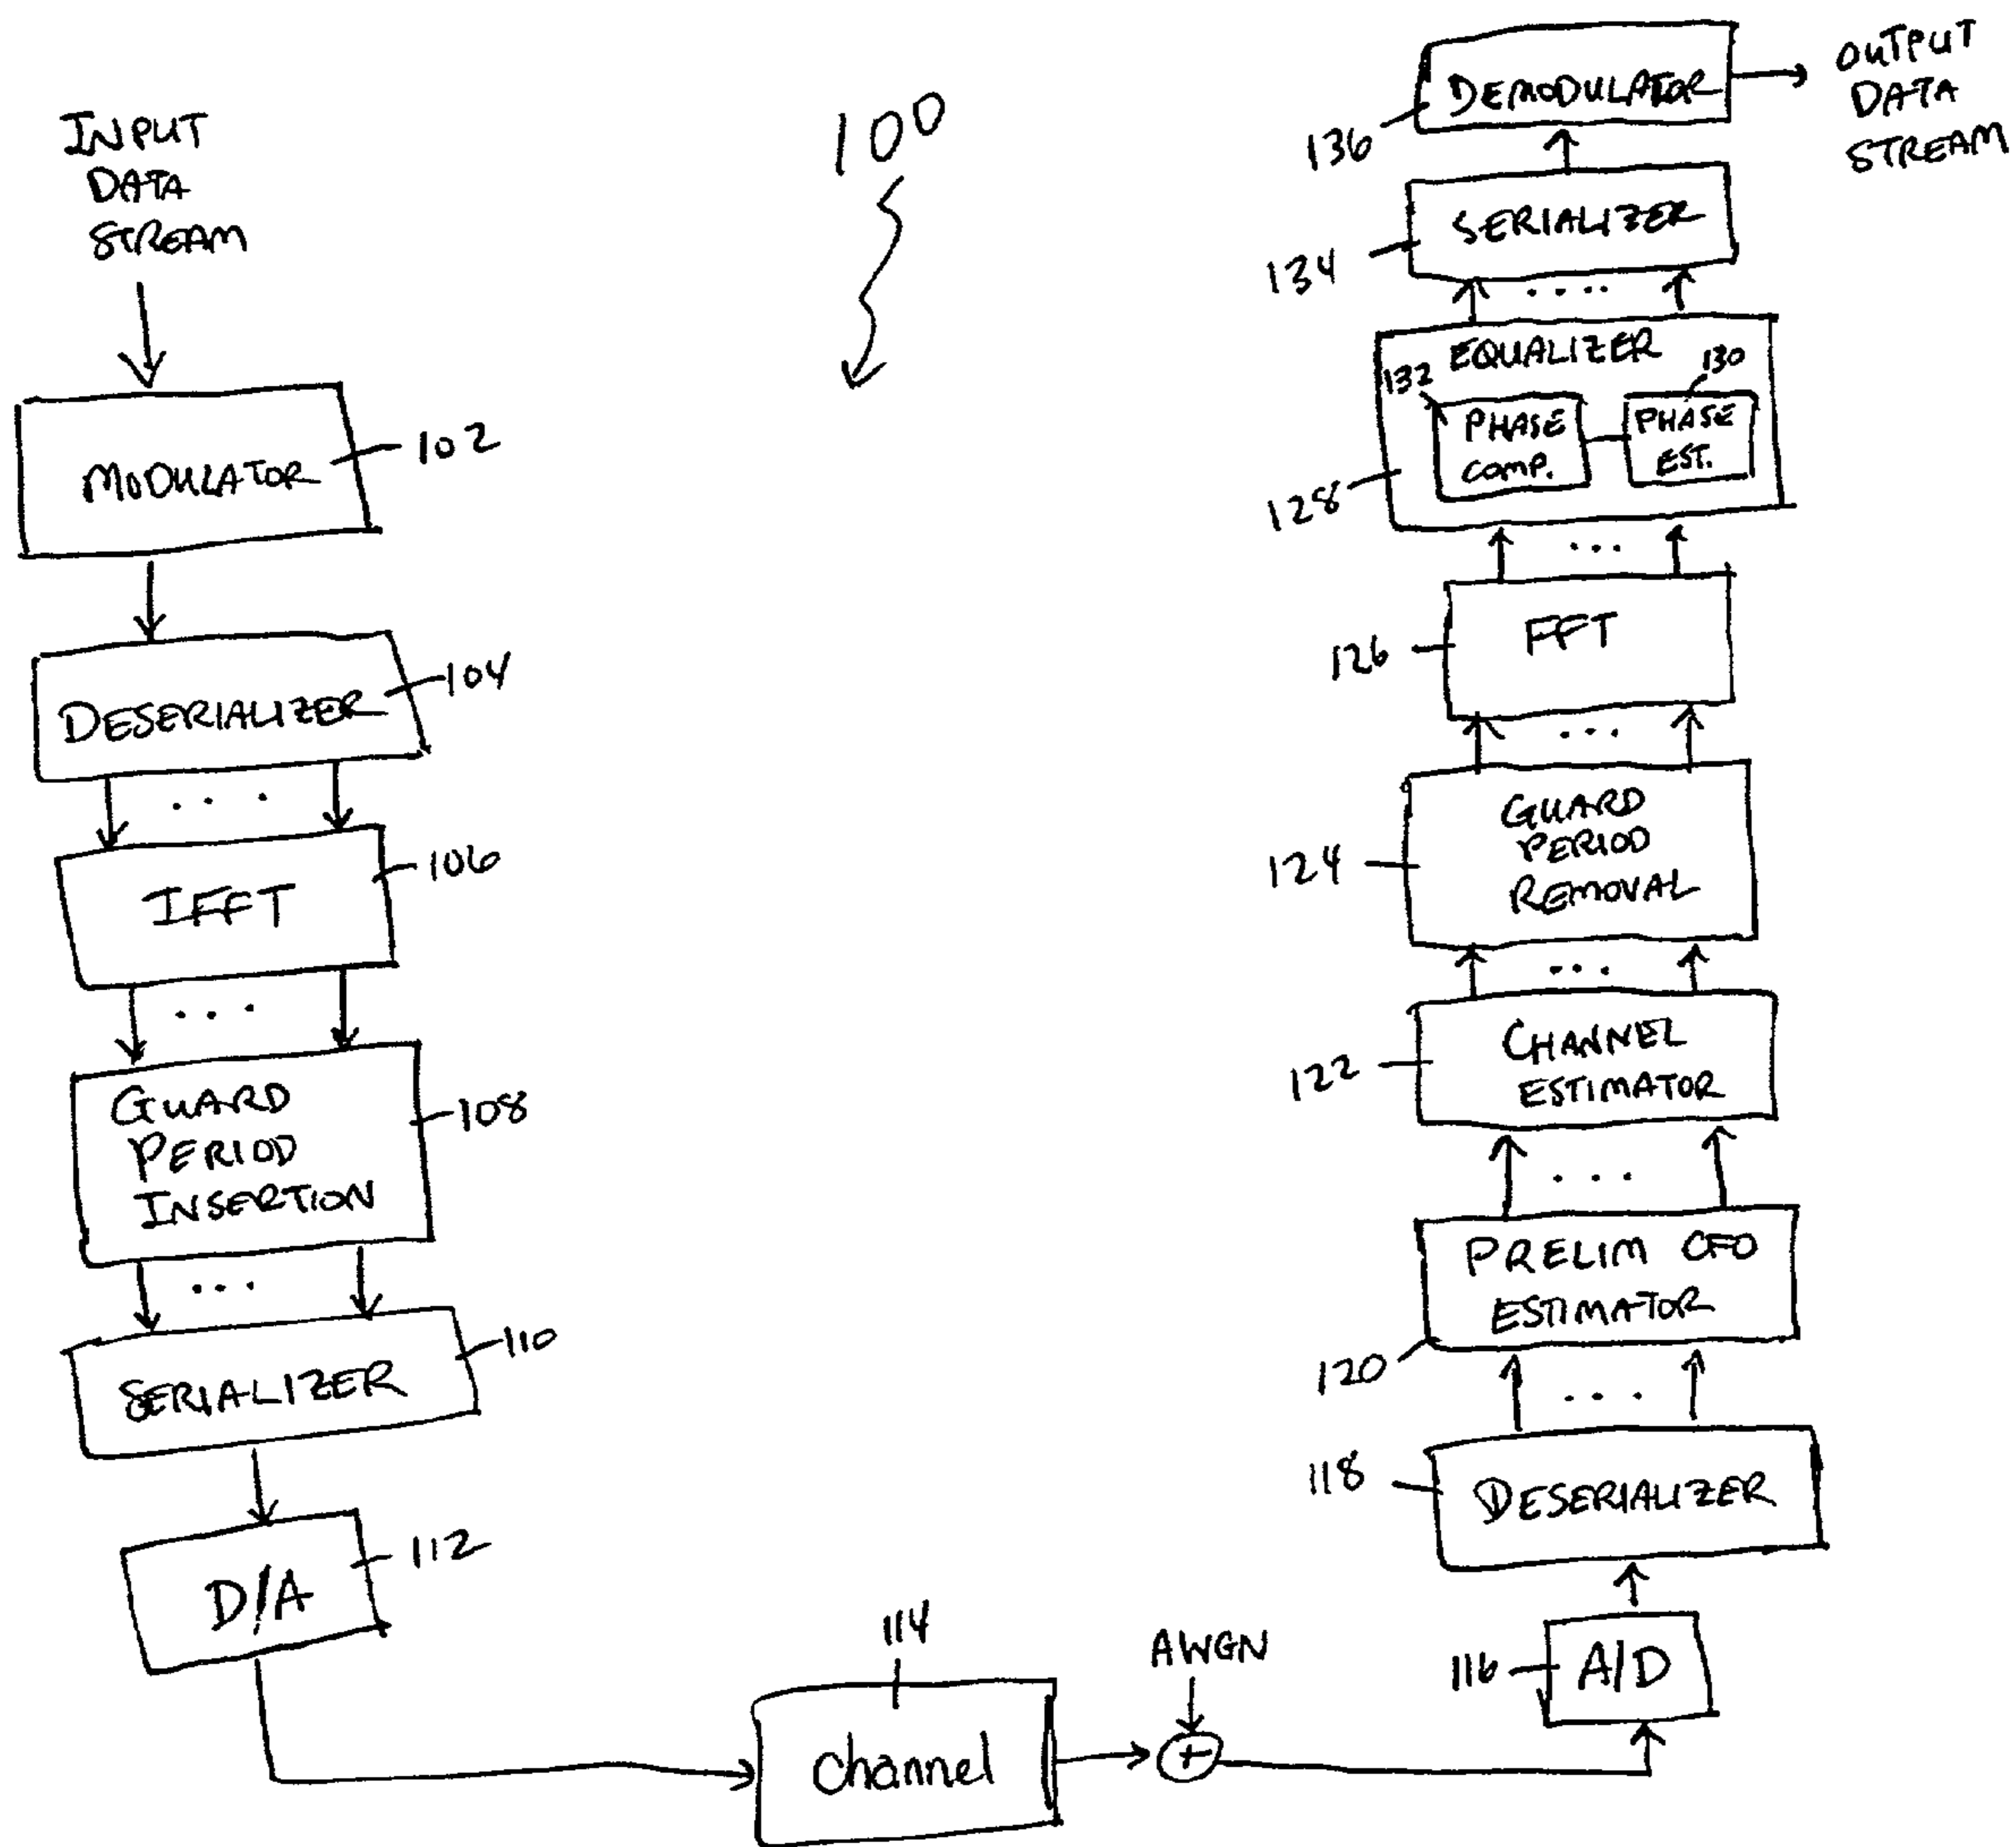 100
INPUT
DATA
STREAM
MODULATOR
102
DESERIALIZER
104
. . .
IFFT
106
. . .
GUARD
PERIOD
INSERTION
108
. . .
SERIALIZER
110
D/A
112
114
Channel
AWGN
+
116
A/D
118
DESERIALIZER
. . .
PRELIM CFO
ESTIMATOR
120
. . .
CHANNEL
ESTIMATOR
122
. . .
GUARD
PERIOD
REMOVAL
124
. . .
FFT
126
. . .
EQUALIZER
132
130
PHASE
COMP.
PHASE
EST.
128
. . . .
SERIALIZER
134
DEMODULATOR
136
OUTPUT
DATA
STREAM